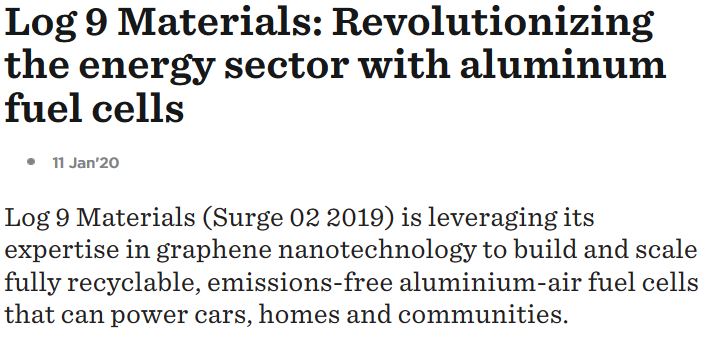 Log 9 Materials: Revolutionizing
the energy sector with aluminum
fuel cells
11 Jan'20
Log 9 Materials (Surge 02 2019) is leveraging its
expertise in graphene nanotechnology to build and scale
fully recyclable, emissions-free aluminium-air fuel cells
that can power cars, homes and communities.